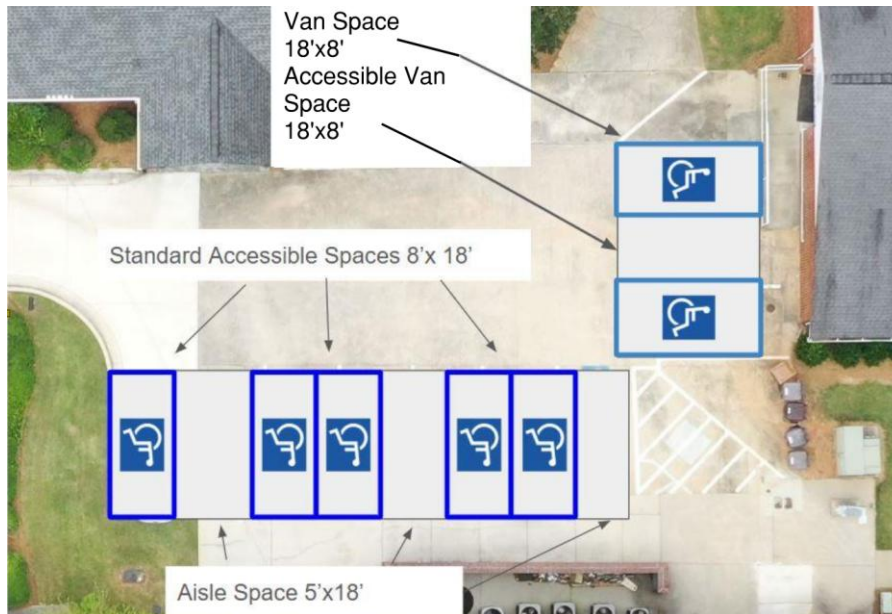 Van Space
18'x8'
Accessible Van
Space
18'x8'
Standard Accessible Spaces 8’x 18’
Aisle Space 5’x18’